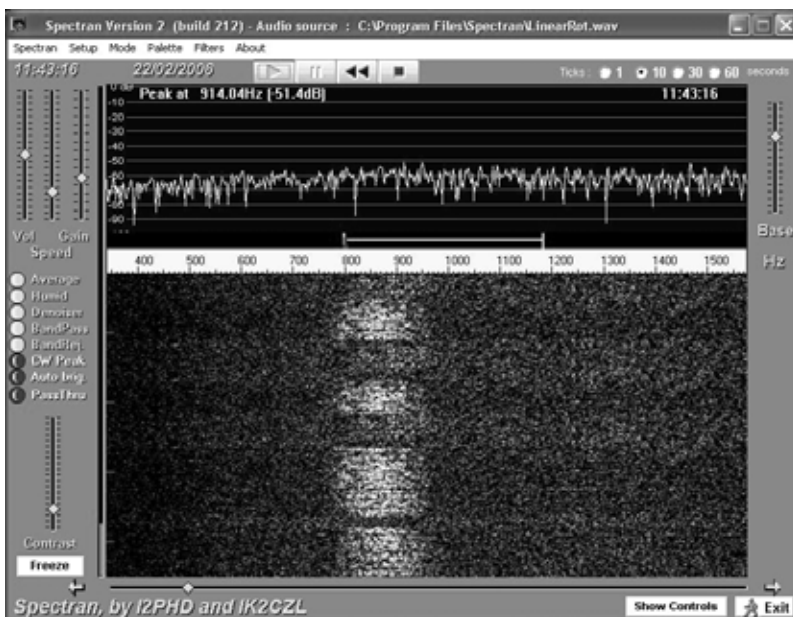 Spectran Version 2 (build 212) - Audio source : C:\Program Files\Spectran\LinearRot.wav
Spectran Setup Mode Palette Filters About
11:43:16 22/02/2006 Ticks : 1 10 30 60 seconds
0 dB Peak at 914.04Hz [-51.4dB] 11:43:16
-10
-20
-30
-40
-50
-60
-70
-80
-90
Vol Gain
Speed
Base
400 500 600 700 800 900 1000 1100 1200 1300 1400 1500
Hz
Average
Humid
Denoiser
BandPass
BandRej.
CW Peak
Auto brig.
PassThru
Contrast
Freeze
Spectran, by I2PHD and IK2CZL
Show Controls
Exit